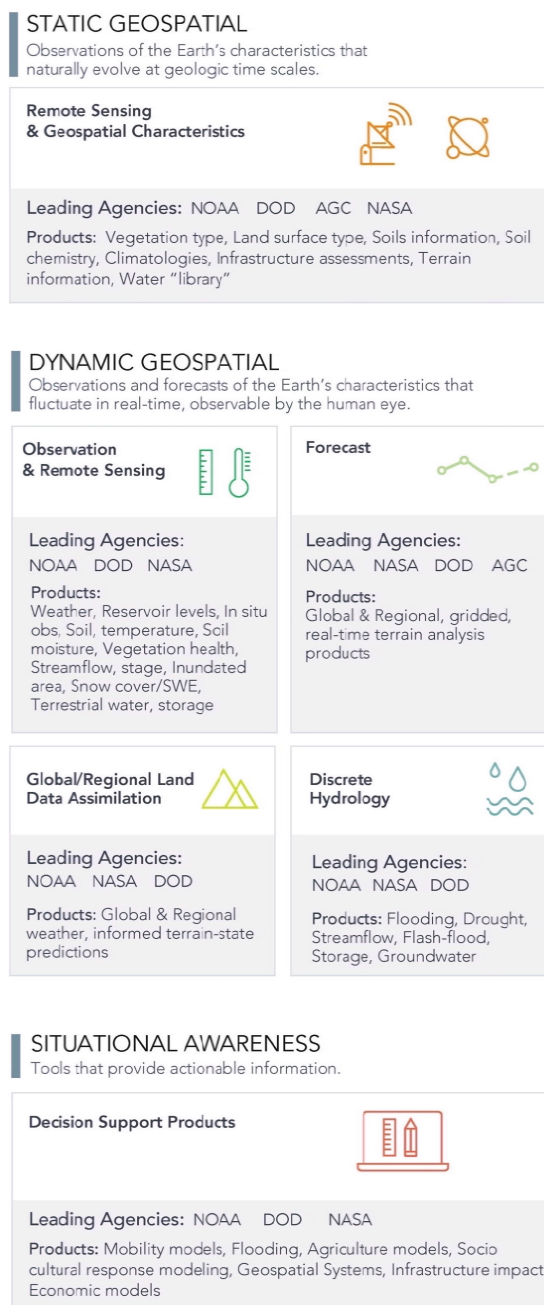 STATIC GEOSPATIAL
Observations of the Earth's characteristics that
naturally evolve at geologic time scales.
Remote Sensing
& Geospatial Characteristics
Leading Agencies: NOAA DOD AGC NASA
Products: Vegetation type, Land surface type, Soils information, Soil
chemistry, Climatologies, Infrastructure assessments, Terrain
information, Water "library"
DYNAMIC GEOSPATIAL
Observations and forecasts of the Earth's characteristics that
fluctuate in real-time, observable by the human eye.
Observation
& Remote Sensing
Leading Agencies:
NOAA DOD NASA
Products:
Weather, Reservoir levels, In situ
obs, Soil, temperature, Soil
moisture, Vegetation health,
Streamflow, stage, Inundated
area, Snow cover/SWE,
Terrestrial water, storage
Forecast
Leading Agencies:
NOAA NASA DOD AGC
Products:
Global & Regional, gridded,
real-time terrain analysis
products
Global/Regional Land
Data Assimilation
Leading Agencies:
NOAA NASA DOD
Products: Global & Regional
weather, informed terrain-state
predictions
Discrete
Hydrology
Leading Agencies:
NOAA NASA DOD
Products: Flooding, Drought,
Streamflow, Flash-flood,
Storage, Groundwater
SITUATIONAL AWARENESS
Tools that provide actionable information.
Decision Support Products
Leading Agencies: NOAA DOD NASA
Products: Mobility models, Flooding, Agriculture models, Socio
cultural response modeling, Geospatial Systems, Infrastructure impact
Economic models